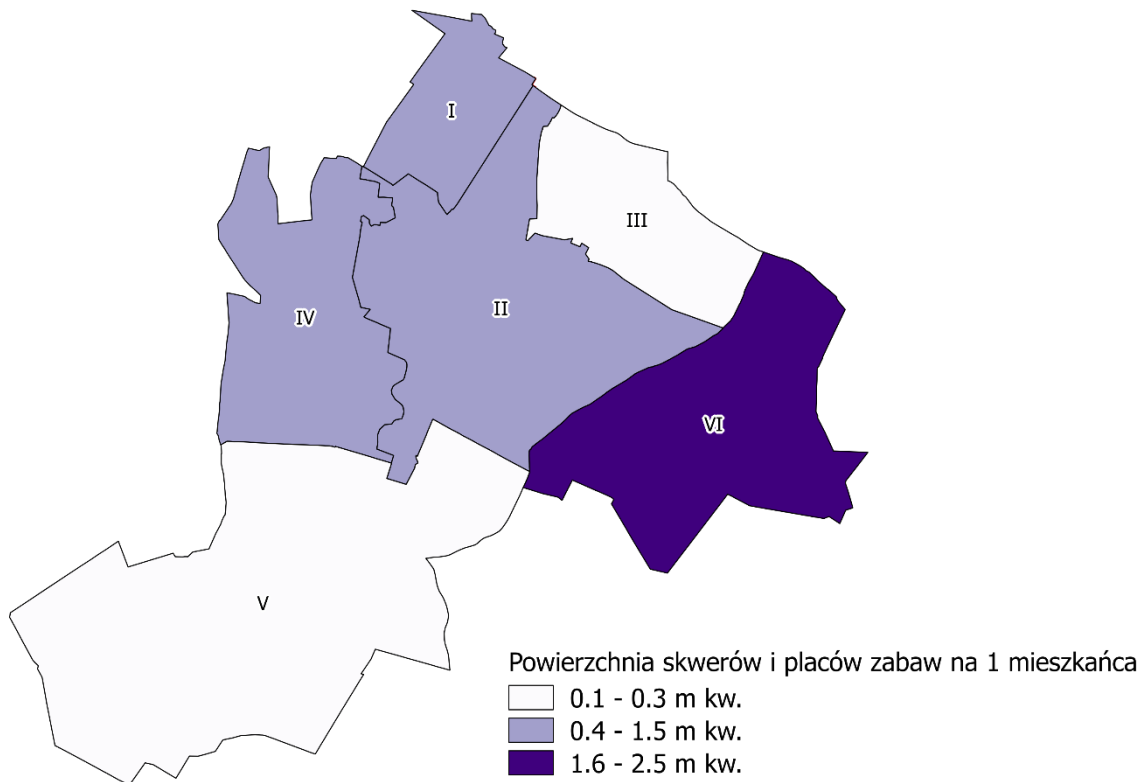 I
III
II
IV
VI
V
Powierzchnia skwerów i placów zabaw na 1 mieszkańca
0.1 - 0.3 m kw.
0.4 - 1.5 m kw.
1.6 - 2.5 m kw.